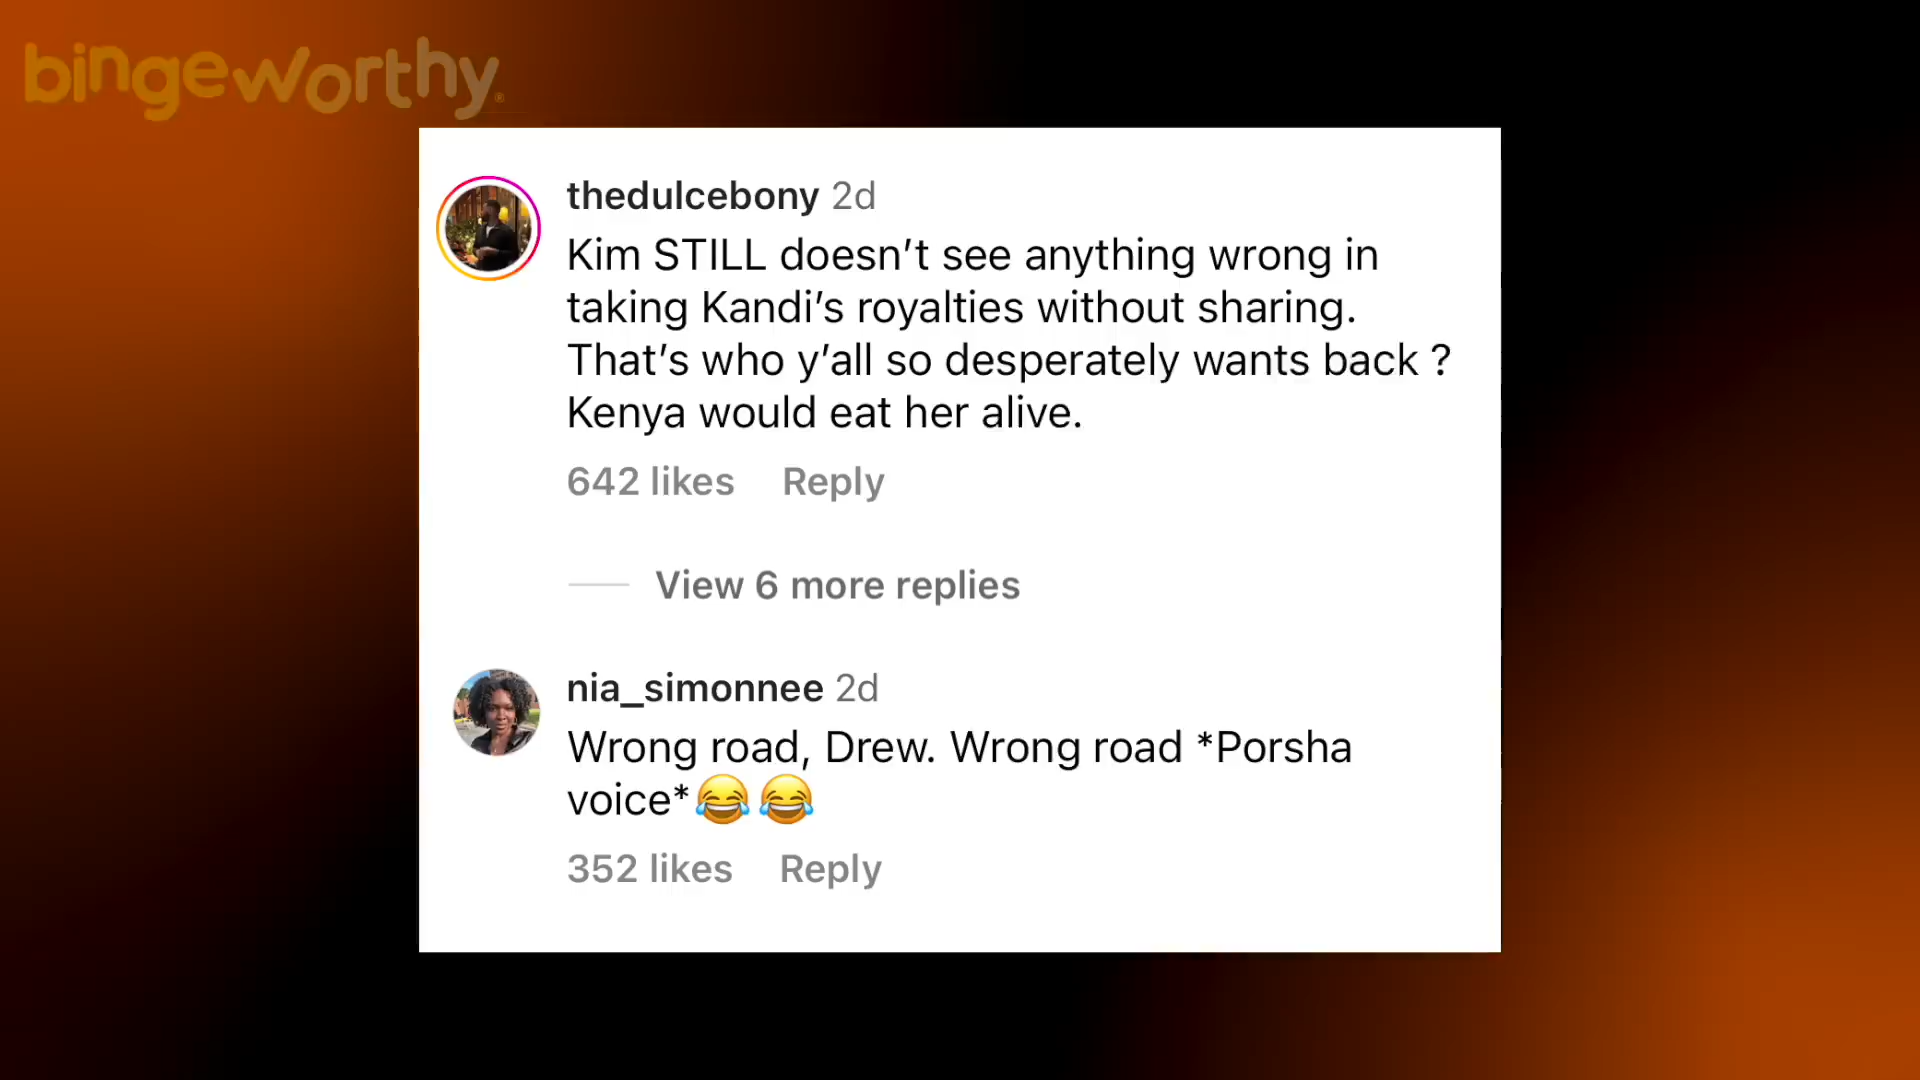 bingeworthy®
thedulcebony 2d
Kim STILL doesn’t see anything wrong in
taking Kandi’s royalties without sharing.
That’s who y’all so desperately wants back ?
Kenya would eat her alive.
642 likes Reply
View 6 more replies
nia_simonnee 2d
Wrong road, Drew. Wrong road *Porsha
voice*😂😂
352 likes Reply